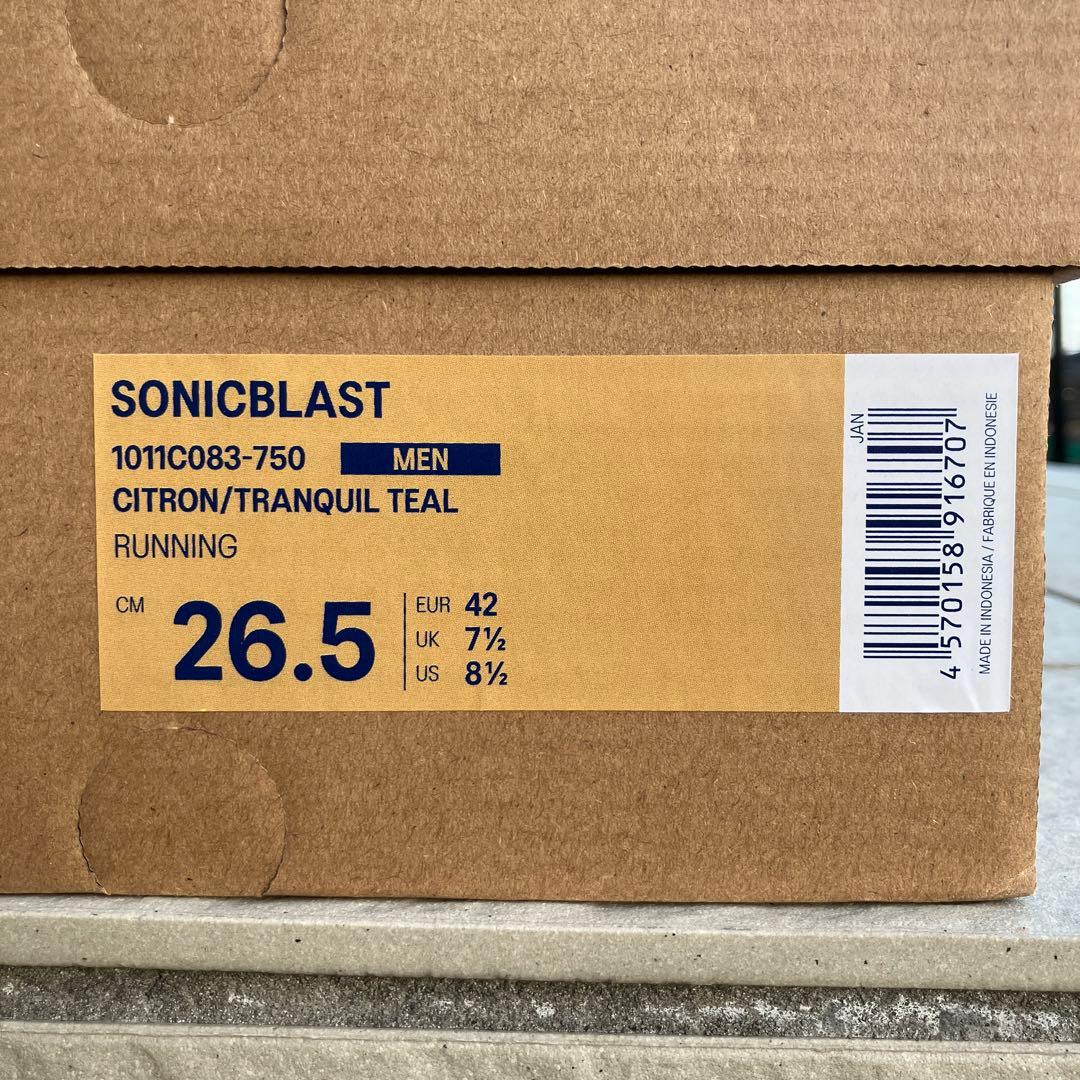 SONICBLAST
1011C083-750 MEN
CITRON/TRANQUIL TEAL
RUNNING
CM 26.5
EUR 42
UK 7½
US 8½
JAN
4 570158 916707
MADE IN INDONESIA / FABRIQUE EN INDONESIE